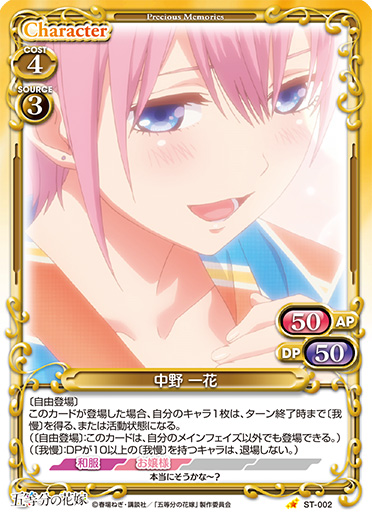 Precious Memories
Character
COST
4
SOURCE
3
50 AP
DP 50
中野 一花
〔自由登場〕
このカードが登場した場合、自分のキャラ1枚は、ターン終了時まで〔我
慢〕を得る、または活動状態になる。
(〔自由登場〕:このカードは、自分のメインフェイズ以外でも登場できる。)
(〔我慢〕:DPが10以上の〔我慢〕を持つキャラは、退場しない。)
和服 お嬢様
本当にそうかな〜?
五等分の花嫁
©春場ねぎ・講談社/「五等分の花嫁」製作委員会
ST-002